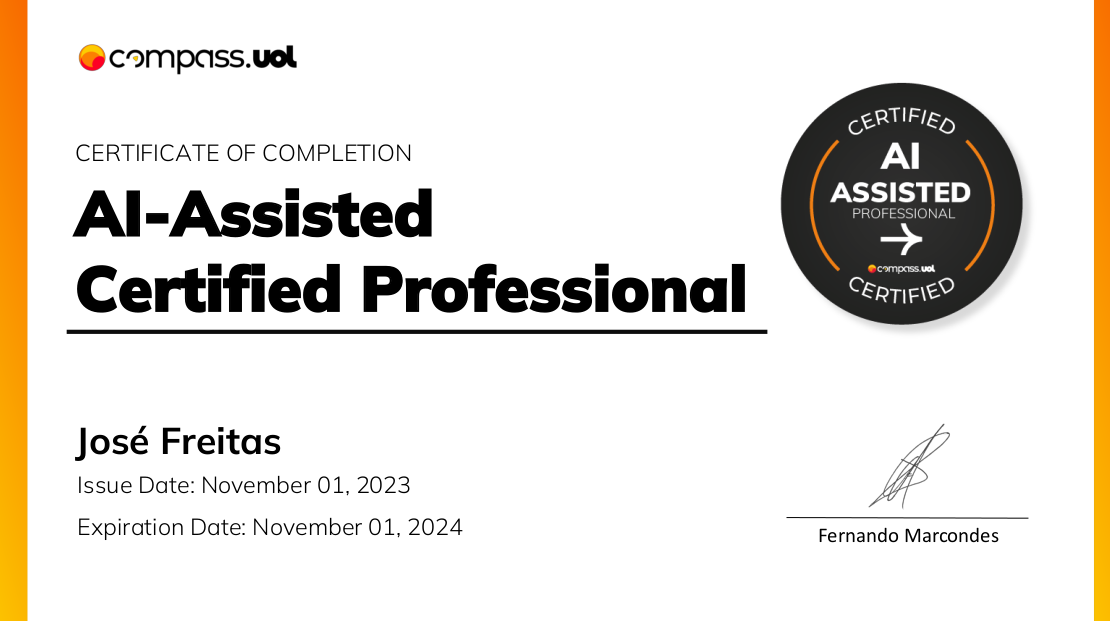 compass.uol
CERTIFICATE OF COMPLETION
AI-Assisted
Certified Professional
CERTIFIED
AI
ASSISTED
PROFESSIONAL
compass.uol
CERTIFIED
José Freitas
Issue Date: November 01, 2023
Expiration Date: November 01, 2024
Fernando Marcondes